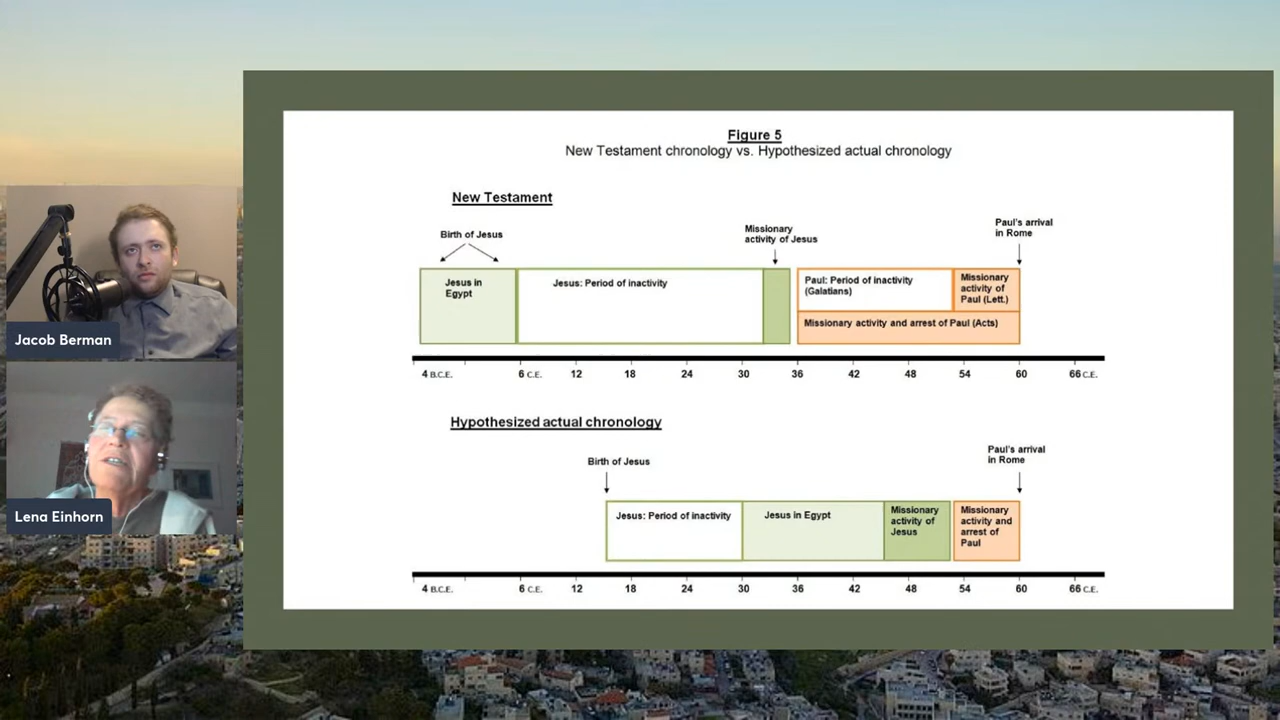 Figure 5
New Testament chronology vs. Hypothesized actual chronology
New Testament
Birth of Jesus
Missionary
activity of Jesus
Paul's arrival
in Rome
Jesus in
Egypt
Jesus: Period of inactivity
Paul: Period of inactivity
(Galatians)
Missionary
activity of
Paul (Lett.)
Missionary activity and arrest of Paul (Acts)
4 B.C.E. 6 C.E. 12 18 24 30 36 42 48 54 60 66 C.E.
Hypothesized actual chronology
Birth of Jesus
Paul's arrival
in Rome
Jesus: Period of inactivity
Jesus in Egypt
Missionary
activity of
Jesus
Missionary
activity and
arrest of
Paul
4 B.C.E. 6 C.E. 12 18 24 30 36 42 48 54 60 66 C.E.
Jacob Berman
Lena Einhorn